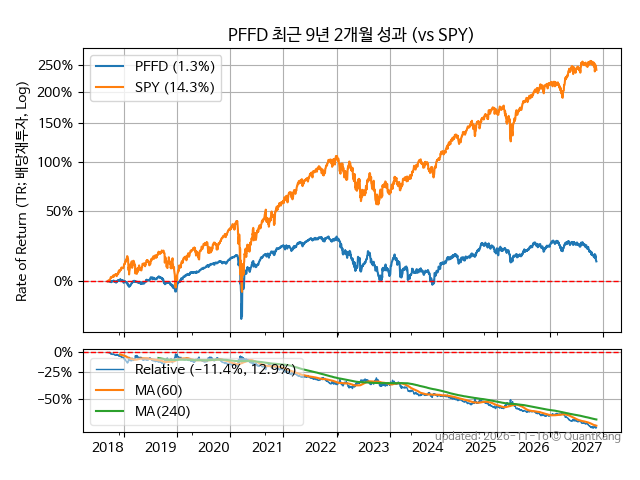 PFFD 최근 9년 2개월 성과 (vs SPY)
Rate of Return (TR: 배당재투자, Log)
250%
200%
150%
100%
50%
0%
PFFD (1.3%)
SPY (14.3%)
0%
−25%
−50%
Relative (−11.4%, 12.9%)
MA(60)
MA(240)
updated: 2026-11-16 © QuantKang
2018 2019 2020 2021 2022 2023 2024 2025 2026 2027